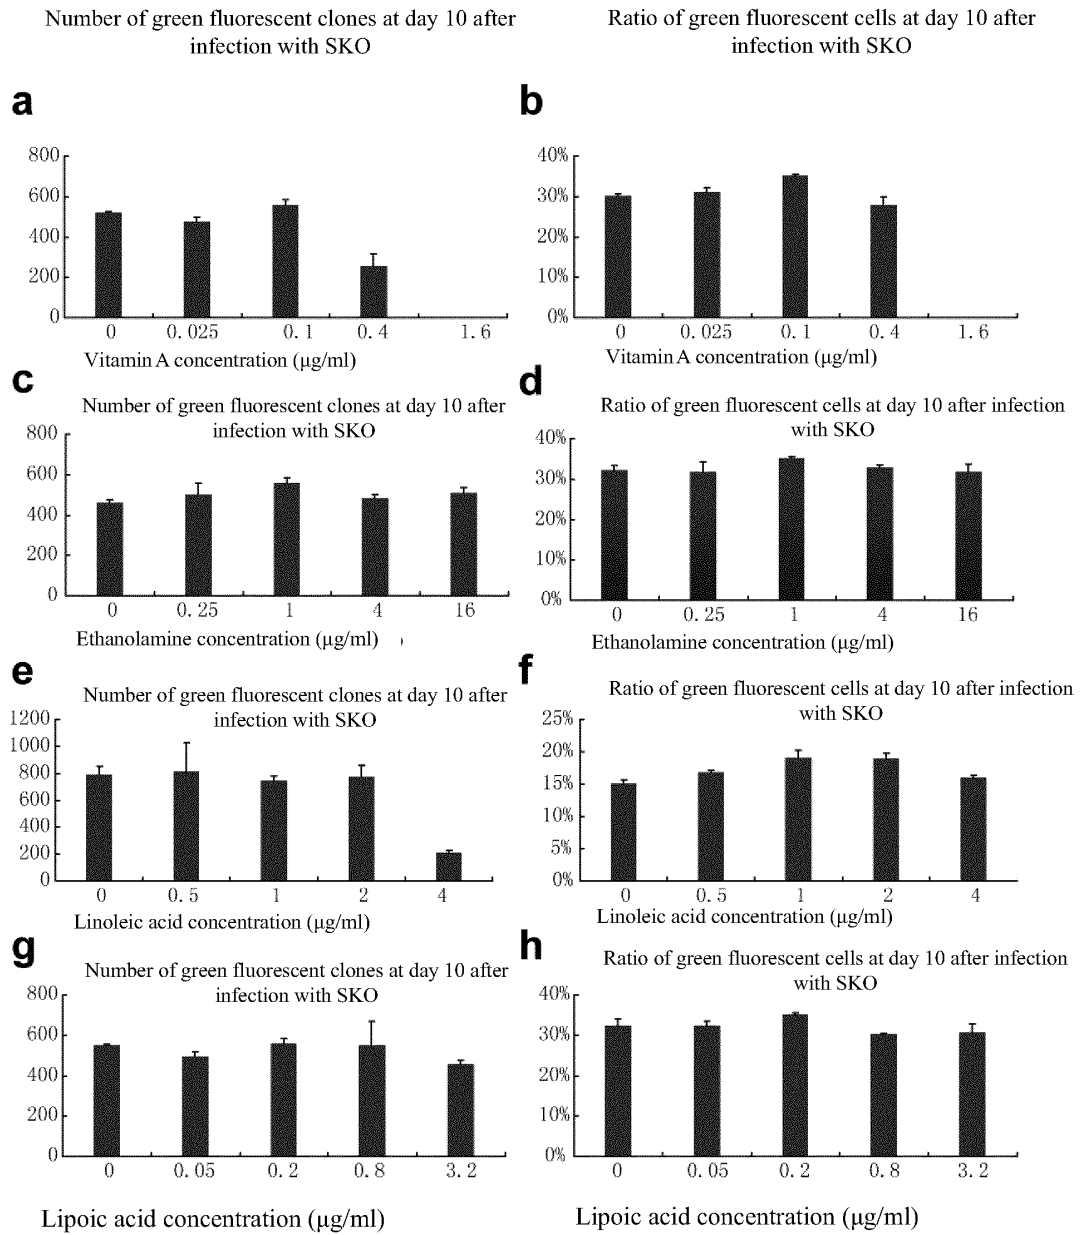 Number of green fluorescent clones at day 10 after
infection with SKO
Ratio of green fluorescent cells at day 10 after
infection with SKO
a
800
600
400
200
0
0 0.025 0.1 0.4 1.6
Vitamin A concentration (μg/ml)
b
40%
30%
20%
10%
0%
0 0.025 0.1 0.4 1.6
Vitamin A concentration (μg/ml)
c
Number of green fluorescent clones at day 10 after
infection with SKO
800
600
400
200
0
0 0.25 1 4 16
Ethanolamine concentration (μg/ml) )
d
Ratio of green fluorescent cells at day 10 after infection
with SKO
40%
30%
20%
10%
0%
0 0.25 1 4 16
Ethanolamine concentration (μg/ml)
e
Number of green fluorescent clones at day 10 after
infection with SKO
1200
1000
800
600
400
200
0
0 0.5 1 2 4
Linoleic acid concentration (μg/ml)
f
Ratio of green fluorescent cells at day 10 after infection
with SKO
25%
20%
15%
10%
5%
0%
0 0.5 1 2 4
Linoleic acid concentration (μg/ml)
g
Number of green fluorescent clones at day 10 after
infection with SKO
800
600
400
200
0
0 0.05 0.2 0.8 3.2
Lipoic acid concentration (μg/ml)
h
Ratio of green fluorescent cells at day 10 after infection
with SKO
40%
30%
20%
10%
0%
0 0.05 0.2 0.8 3.2
Lipoic acid concentration (μg/ml)